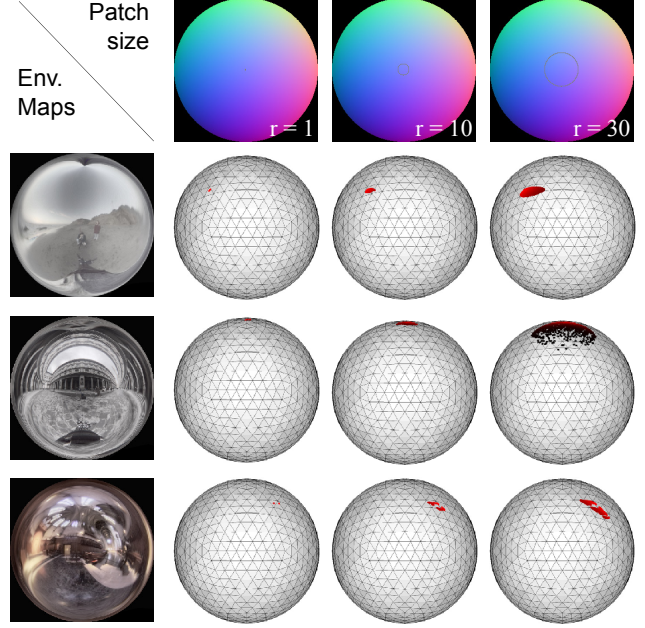 Patch
size
Env.
Maps
r = 1
r = 10
r = 30